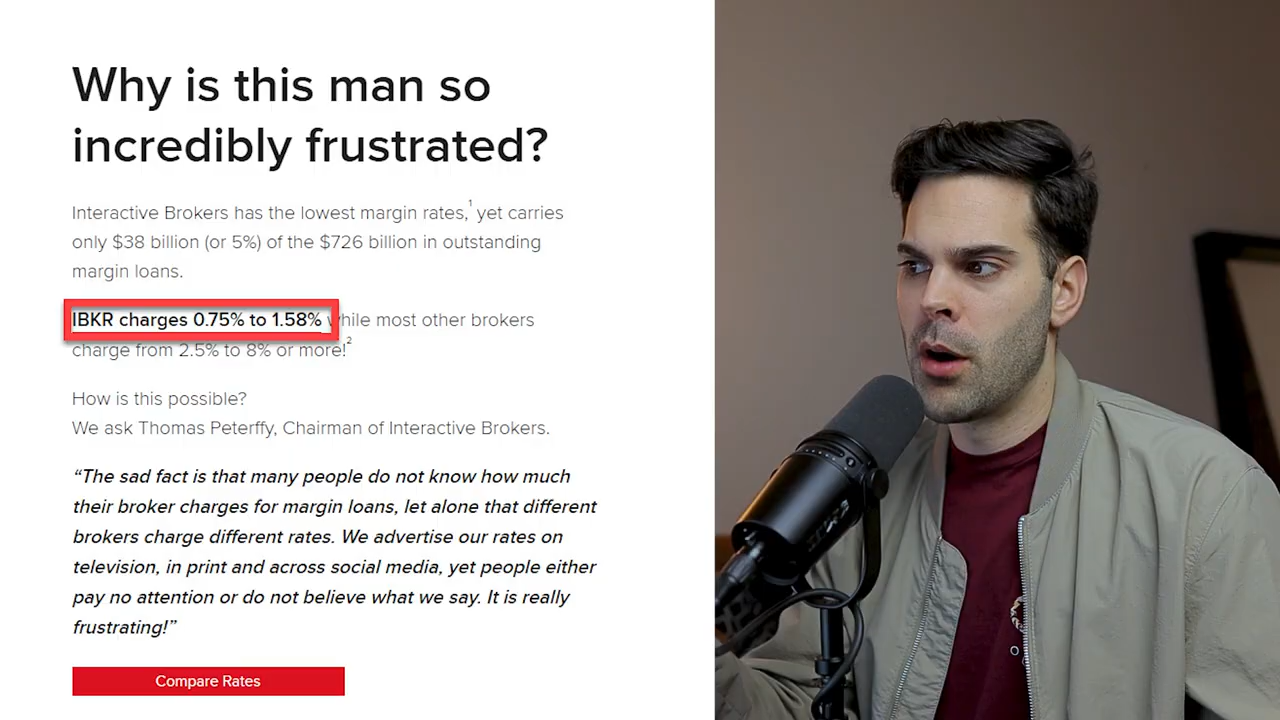 Why is this man so
incredibly frustrated?
Interactive Brokers has the lowest margin rates,¹ yet carries
only $38 billion (or 5%) of the $726 billion in outstanding
margin loans.
IBKR charges 0.75% to 1.58% while most other brokers
charge from 2.5% to 8% or more!²
How is this possible?
We ask Thomas Peterffy, Chairman of Interactive Brokers.
“The sad fact is that many people do not know how much
their broker charges for margin loans, let alone that different
brokers charge different rates. We advertise our rates on
television, in print and across social media, yet people either
pay no attention or do not believe what we say. It is really
frustrating!”
Compare Rates